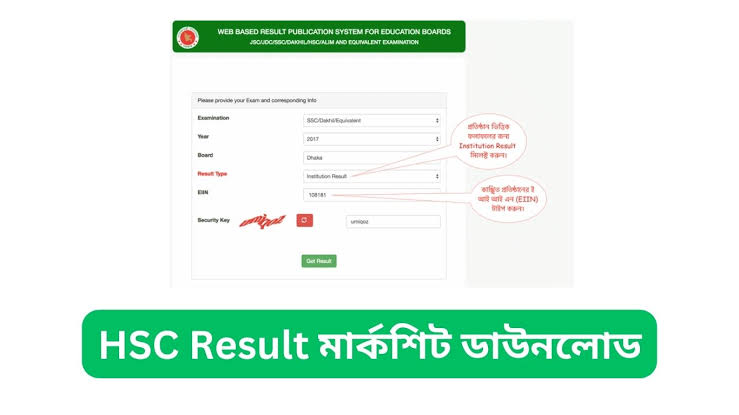 WEB BASED RESULT PUBLICATION SYSTEM FOR EDUCATION BOARDS
JSC/JDC/SSC/DAKHIL/HSC/ALIM AND EQUIVALENT EXAMINATION
Please provide your Exam and corresponding Info
Examination
SSC/Dakhil/Equivalent
Year
2017
Board
Dhaka
Result Type
Institution Result
EIIN
108181
Security Key
umiqoz
umiqoz
Get Result
প্রতিষ্ঠান ভিত্তিক
ফলাফলের জন্য
Institution Result
সিলেক্ট করুন।
কাঙ্খিত প্রতিষ্ঠানের ই
আই আই এন (EIIN)
টাইপ করুন।
HSC Result মার্কশিট ডাউনলোড